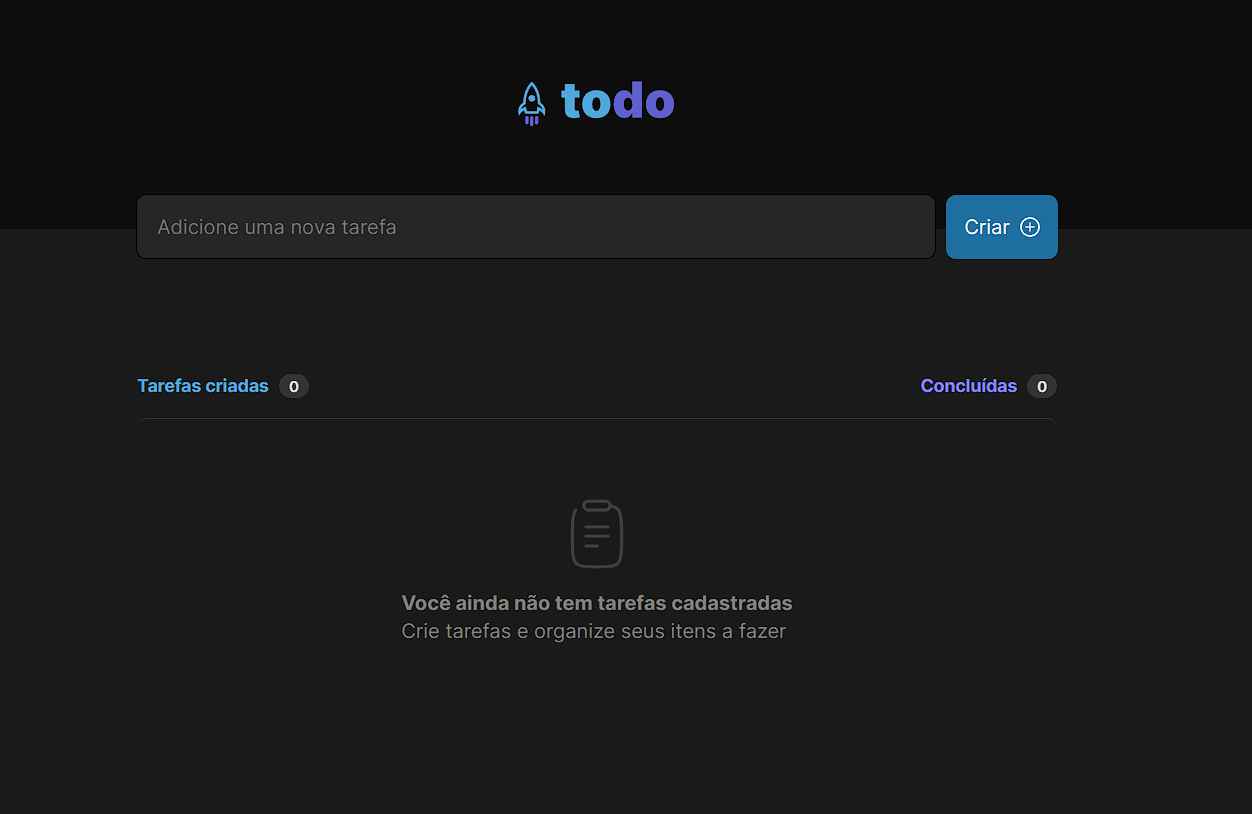 todo
Adicione uma nova tarefa
Criar
Tarefas criadas 0
Concluídas 0
Você ainda não tem tarefas cadastradas
Crie tarefas e organize seus itens a fazer